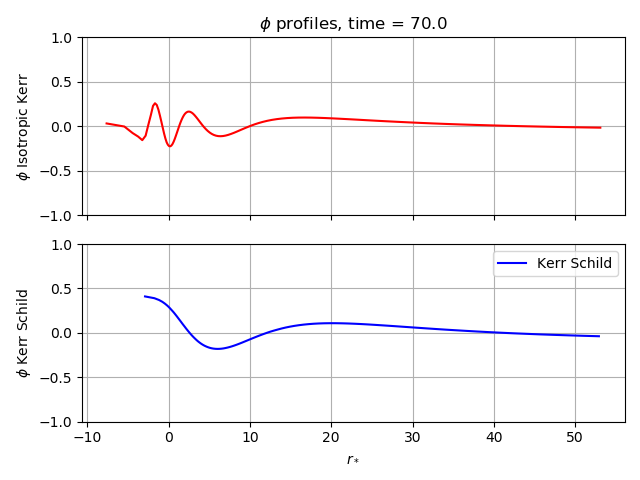 ϕ profiles, time = 70.0
1.0
0.5
0.0
−0.5
−1.0
ϕ Isotropic Kerr
1.0
0.5
0.0
−0.5
−1.0
ϕ Kerr Schild
Kerr Schild
−10 0 10 20 30 40 50
r*